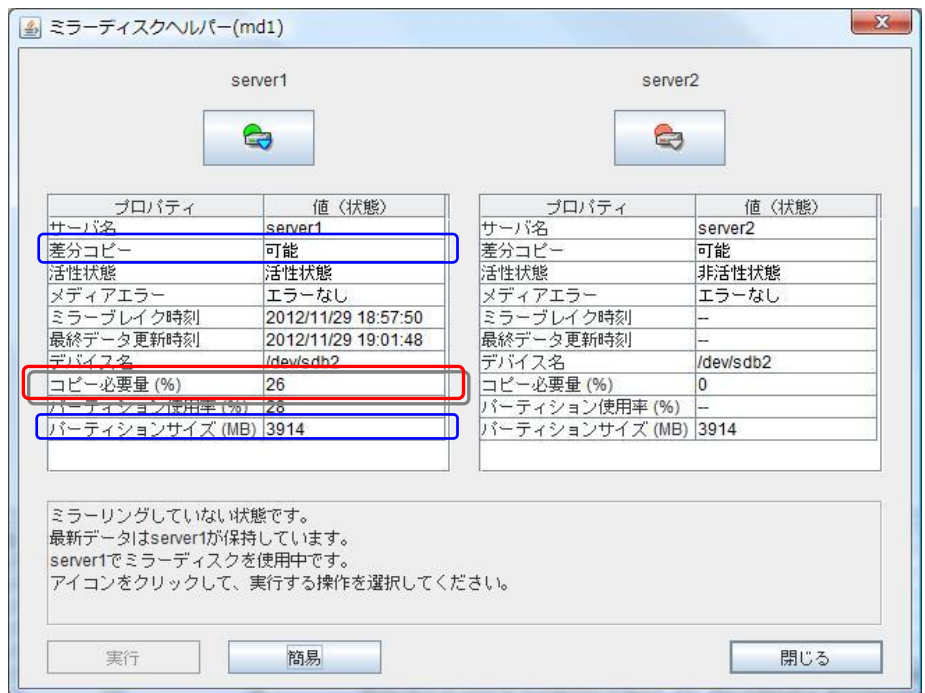 ミラーディスクヘルパー(md1)
server1
server2
プロパティ 値（状態）
サーバ名 server1
差分コピー 可能
活性状態 活性状態
メディアエラー エラーなし
ミラーブレイク時刻 2012/11/29 18:57:50
最終データ更新時刻 2012/11/29 19:01:48
デバイス名 /dev/sdb2
コピー必要量 (%) 26
パーティション使用率 (%) 28
パーティションサイズ (MB) 3914
プロパティ 値（状態）
サーバ名 server2
差分コピー 可能
活性状態 非活性状態
メディアエラー エラーなし
ミラーブレイク時刻 --
最終データ更新時刻 --
デバイス名 /dev/sdb2
コピー必要量 (%) 0
パーティション使用率 (%) --
パーティションサイズ (MB) 3914
ミラーリングしていない状態です。
最新データはserver1が保持しています。
server1でミラーディスクを使用中です。
アイコンをクリックして、実行する操作を選択してください。
実行
簡易
閉じる